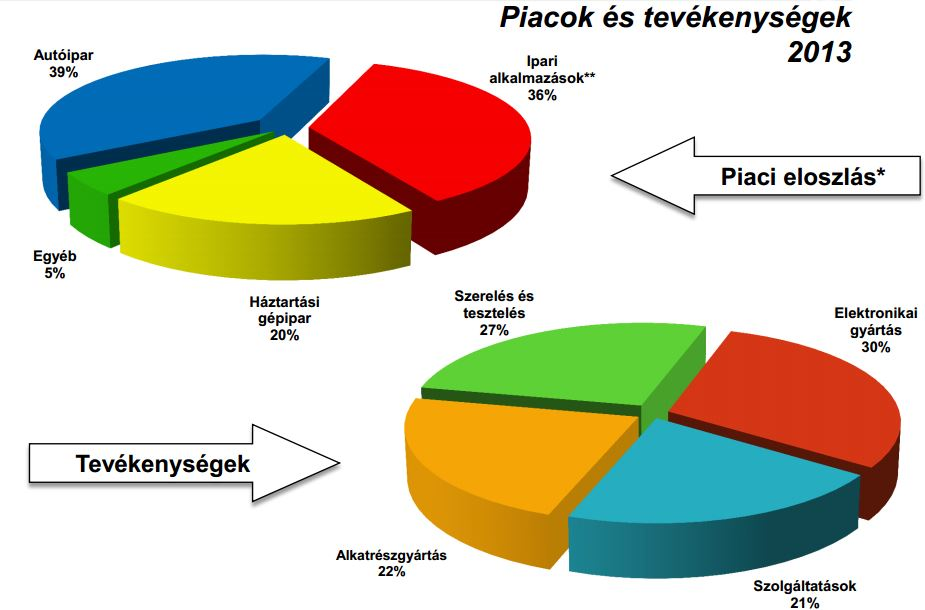 Piacok és tevékenységek
2013
Autóipar
39%
Ipari
alkalmazások**
36%
Piaci eloszlás*
Egyéb
5%
Háztartási
gépipar
20%
Szerelés és
tesztelés
27%
Elektronikai
gyártás
30%
Tevékenységek
Alkatrészgyártás
22%
Szolgáltatások
21%